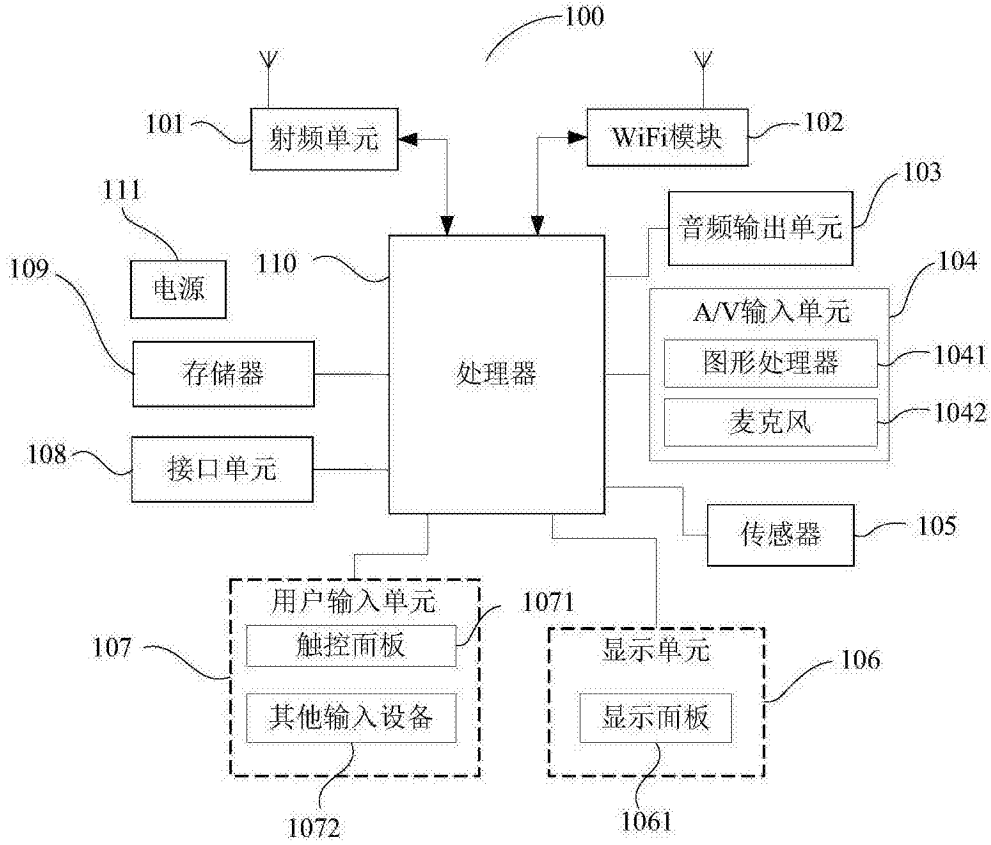 100
101
射频单元
WiFi模块
102
111
103
音频输出单元
109
电源
110
104
A/V输入单元
图形处理器
1041
存储器
处理器
麦克风
1042
108
接口单元
传感器
105
用户输入单元
1071
触控面板
107
其他输入设备
1072
显示单元
106
显示面板
1061